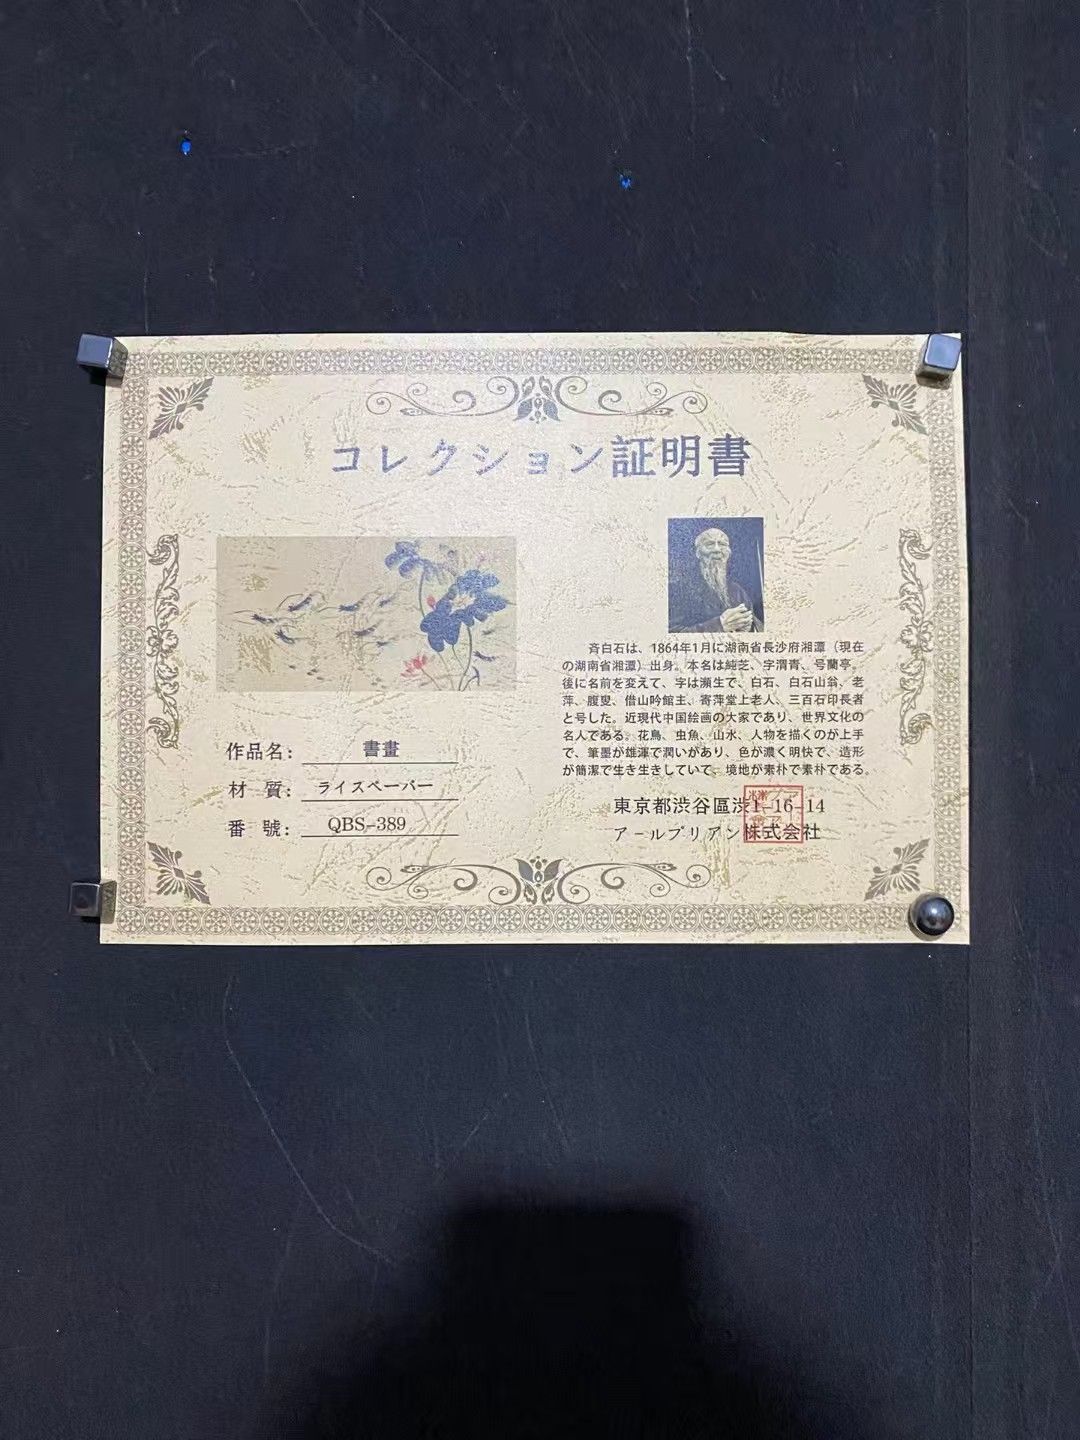 コレクション証明書
斉白石は、1864年1月に湖南省長沙府湘潭（現在
の湖南省湘潭）出身。本名は純芝、字渭青、号蘭亭。
後に名前を変えて、字は瀕生で、白石、白石山翁、老
萍、腹叟、借山吟館主、寄萍堂上老人、三百石印長者
と号した。近現代中国絵画の大家であり、世界文化の
名人である。花鳥、虫魚、山水、人物を描くのが上手
で、筆墨が雄渾で潤いがあり、色が濃く明快で、造形
が簡潔で生き生きしていて、境地が素朴で素朴である。
作品名：書畫
材質：ライスペーパー
番號：QBS-389
東京都渋谷區渋1-16-14
アールブリアン株式会社